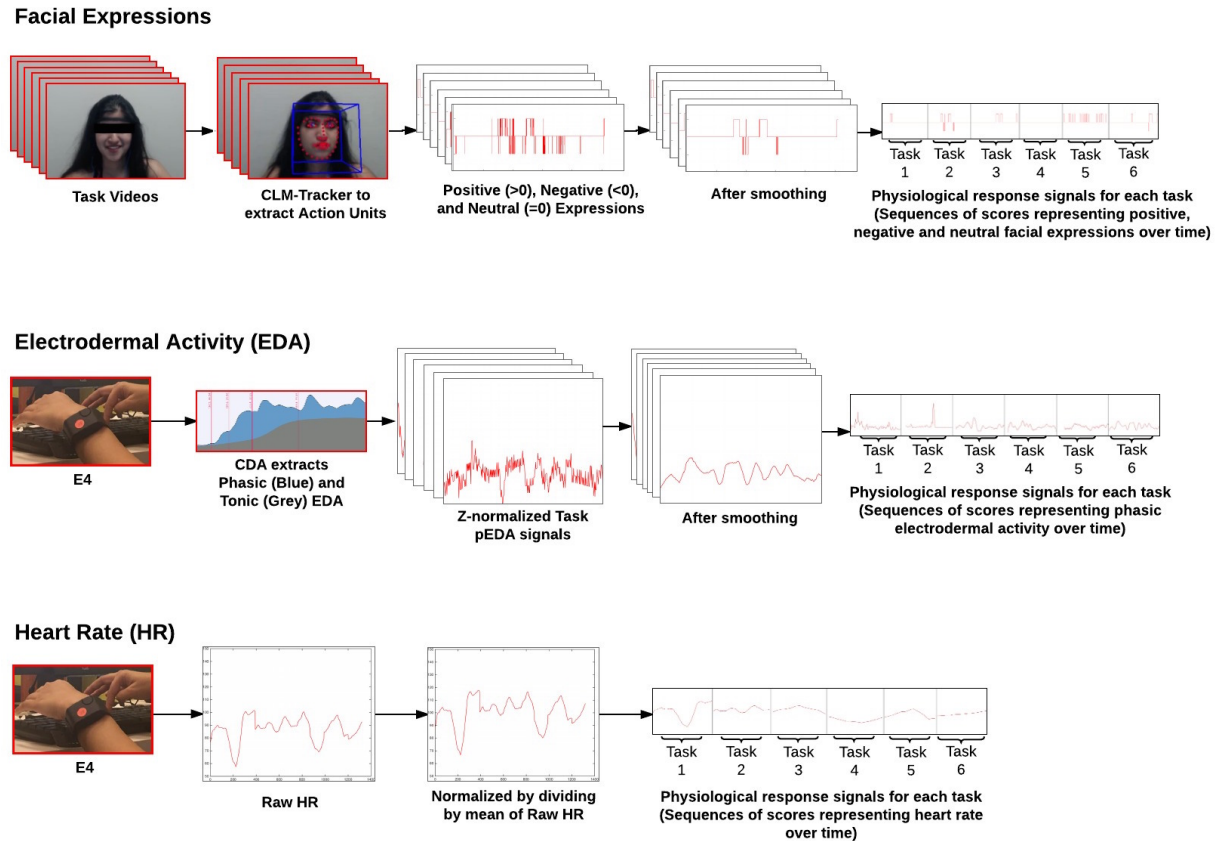 Facial Expressions
Task Videos
CLM-Tracker to
extract Action Units
Positive (>0), Negative (<0),
and Neutral (=0) Expressions
After smoothing
Task
1
Task
2
Task
3
Task
4
Task
5
Task
6
Physiological response signals for each task
(Sequences of scores representing positive,
negative and neutral facial expressions over time)
Electrodermal Activity (EDA)
E4
CDA extracts
Phasic (Blue) and
Tonic (Grey) EDA
Z-normalized Task
pEDA signals
After smoothing
Task
1
Task
2
Task
3
Task
4
Task
5
Task
6
Physiological response signals for each task
(Sequences of scores representing phasic
electrodermal activity over time)
Heart Rate (HR)
E4
Raw HR
Normalized by dividing
by mean of Raw HR
Task
1
Task
2
Task
3
Task
4
Task
5
Task
6
Physiological response signals for each task
(Sequences of scores representing heart rate
over time)